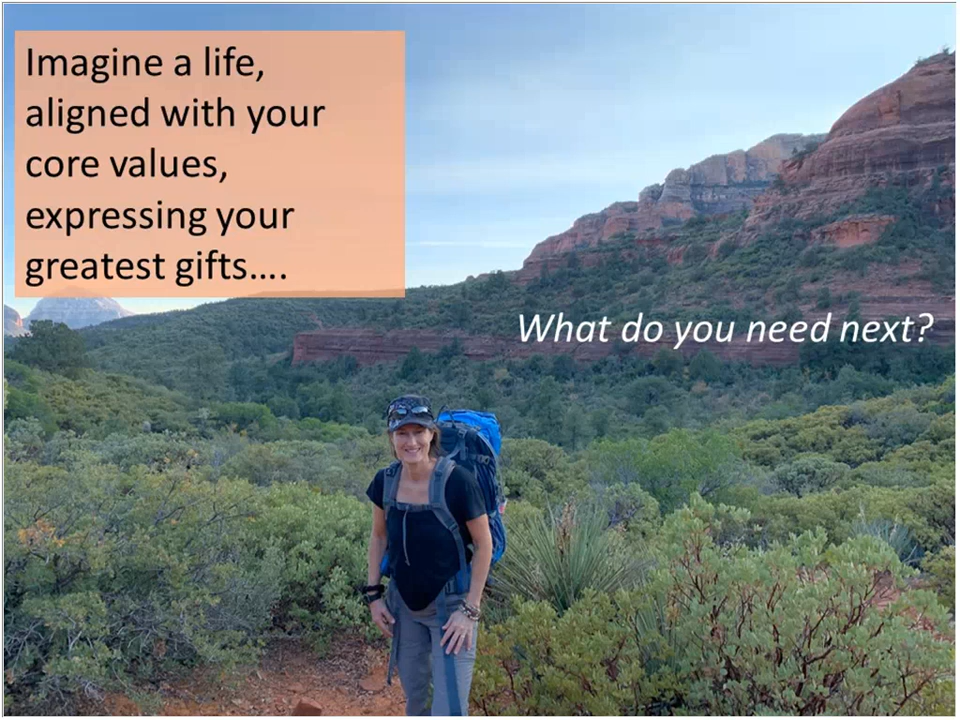 Imagine a life,
aligned with your
core values,
expressing your
greatest gifts….
What do you need next?